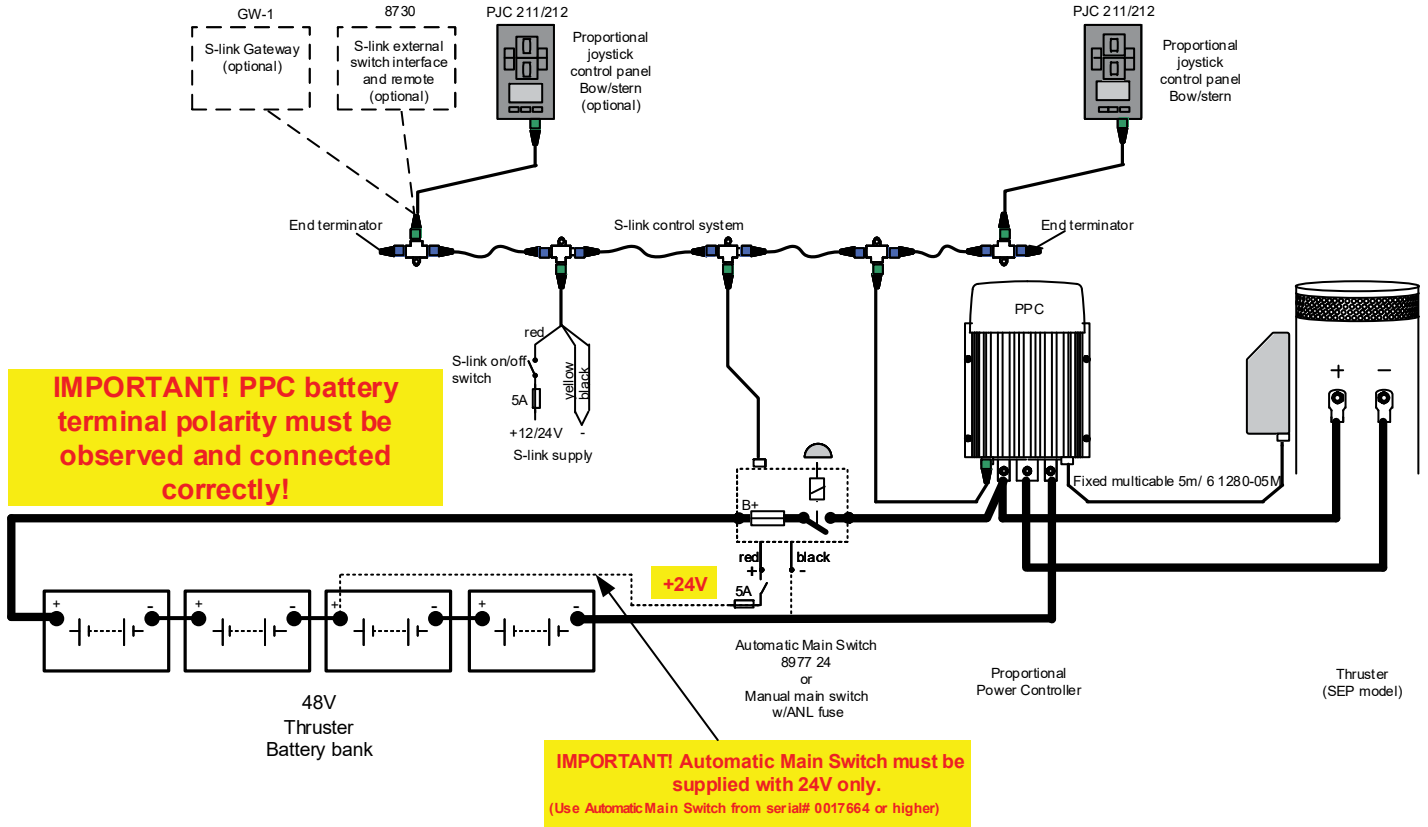 GW-1
8730
PJC 211/212
PJC 211/212
S-link Gateway
(optional)
S-link external
switch interface
and remote
(optional)
Proportional
joystick
control panel
Bow/stern
(optional)
Proportional
joystick
control panel
Bow/stern
End terminator
S-link control system
End terminator
PPC
red
S-link on/off
switch
yellow
black
5A
+12/24V
-
S-link supply
IMPORTANT! PPC battery
terminal polarity must be
observed and connected
correctly!
+
-
Fixed multicable 5m/ 6 1280-05M
B+
red
black
+
-
+24V
5A
+
-
+
-
+
-
+
-
Automatic Main Switch
8977 24
or
Manual main switch
w/ANL fuse
Proportional
Power Controller
Thruster
(SEP model)
48V
Thruster
Battery bank
IMPORTANT! Automatic Main Switch must be
supplied with 24V only.
(Use Automatic Main Switch from serial# 0017664 or higher)